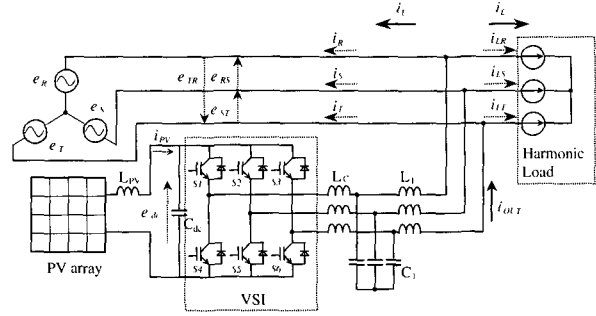 i_t
i_L
i_R
i_LR
e_R
e_TR
e_RS
i_S
i_LS
e_S
e_ST
i_T
i_LT
e_T
i_PV
Harmonic
Load
L_PV
S1
S2
S3
L_C
L_1
e_dc
C_dc
i_OUT
S4
S5
S6
C_1
PV array
VSI